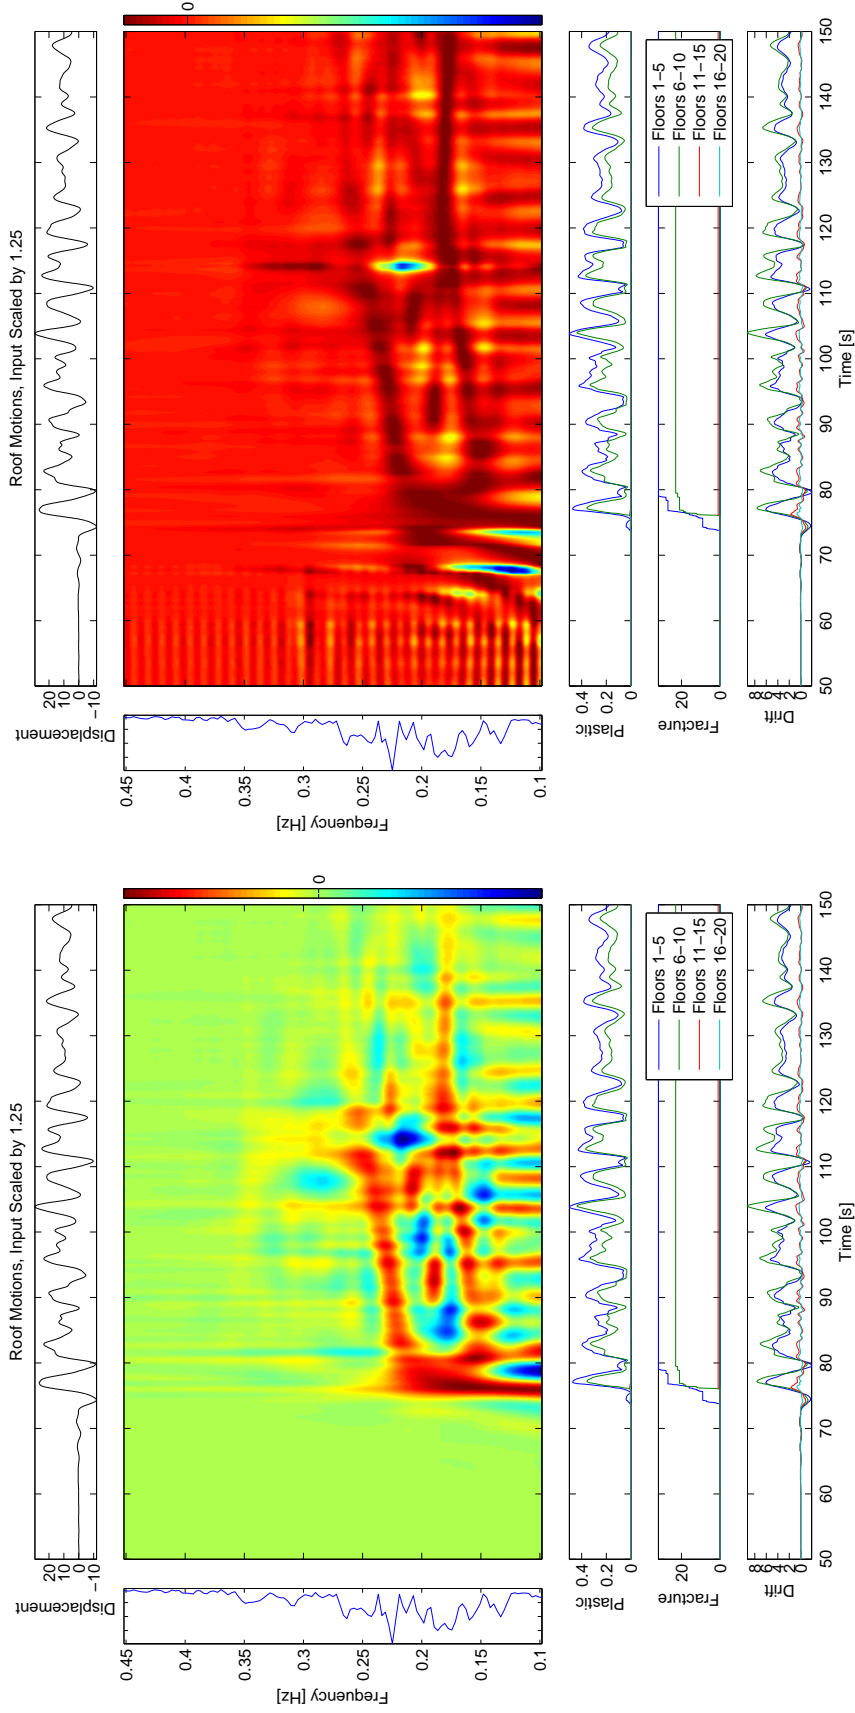 Roof Motions, Input Scaled by 1.25
Displacement
20
10
0
−10
Frequency [Hz]
0.45
0.4
0.35
0.3
0.25
0.2
0.15
0.1
0
Plastic
0.4
0.2
0
Fracture
20
0
Floors 1−5
Floors 6−10
Floors 11−15
Floors 16−20
Drift
8
6
4
2
0
50 60 70 80 90 100 110 120 130 140 150
Time [s]
Roof Motions, Input Scaled by 1.25
Displacement
20
10
0
−10
Frequency [Hz]
0.45
0.4
0.35
0.3
0.25
0.2
0.15
0.1
0
Plastic
0.4
0.2
0
Fracture
20
0
Floors 1−5
Floors 6−10
Floors 11−15
Floors 16−20
Drift
8
6
4
2
0
50 60 70 80 90 100 110 120 130 140 150
Time [s]